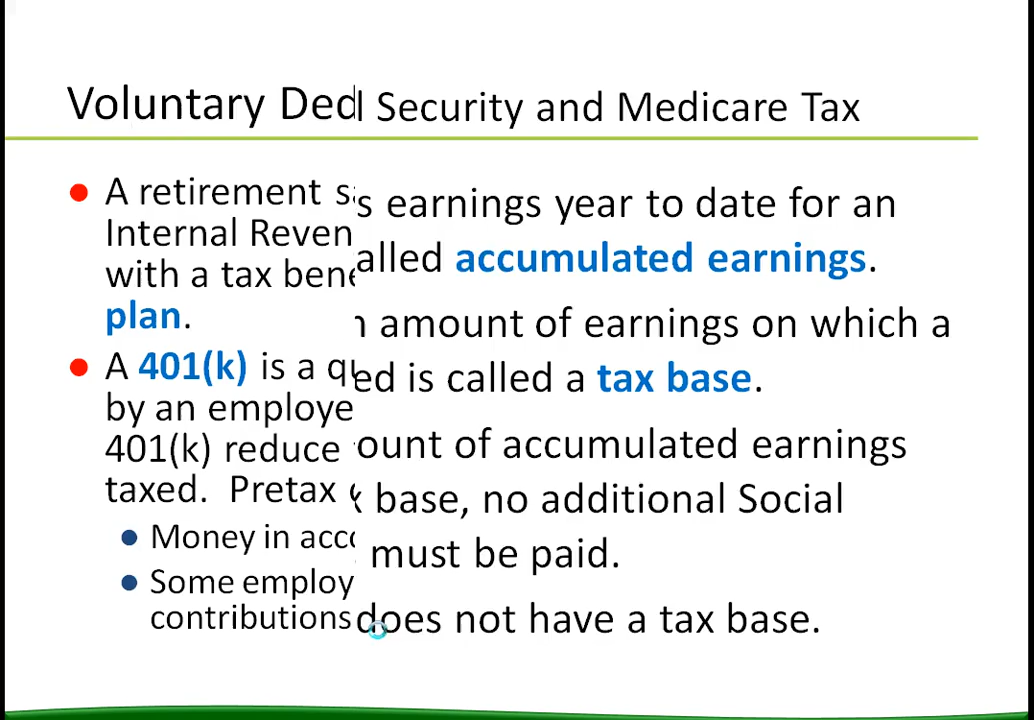 Voluntary Ded
Security and Medicare Tax
A retirement
Internal Reven
with a tax
plan.
A 401(k) is a
by an employe
401(k) reduce
taxed. Pretax
Money in
Some employ
contributions
earnings year to date for an
alled accumulated earnings.
amount of earnings on which a
ed is called a tax base.
ount of accumulated earnings
base, no additional Social
must be paid.
does not have a tax base.